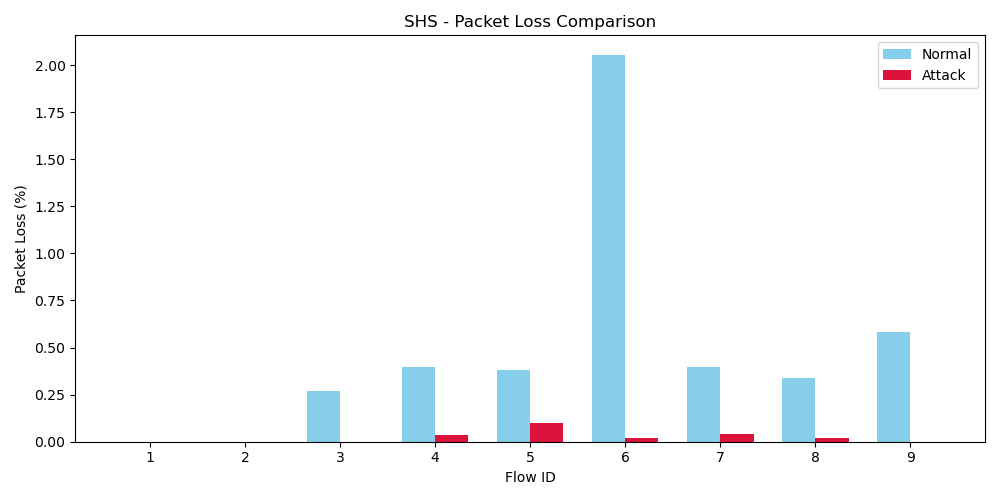 SHS - Packet Loss Comparison
Normal
Attack
Packet Loss (%)
2.00
1.75
1.50
1.25
1.00
0.75
0.50
0.25
0.00
1 2 3 4 5 6 7 8 9
Flow ID